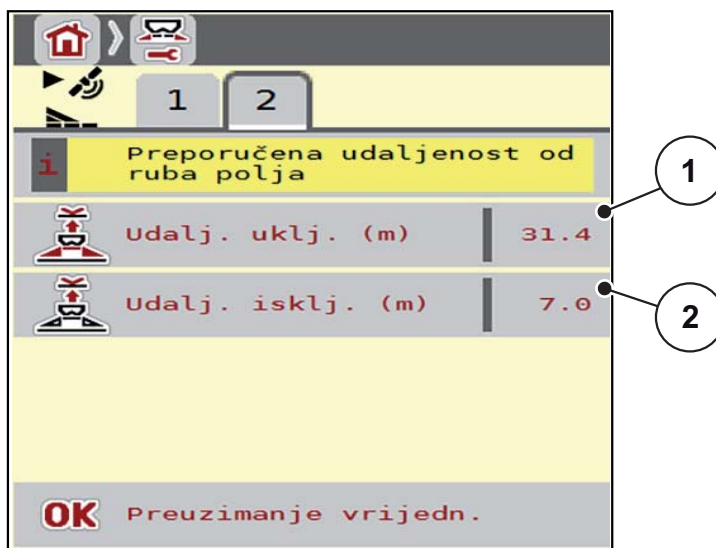 1 2
i Preporučena udaljenost od
ruba polja
1
Udalj. uklj. (m) 31.4
Udalj. isklj. (m) 7.0
2
OK Preuzimanje vrijedn.